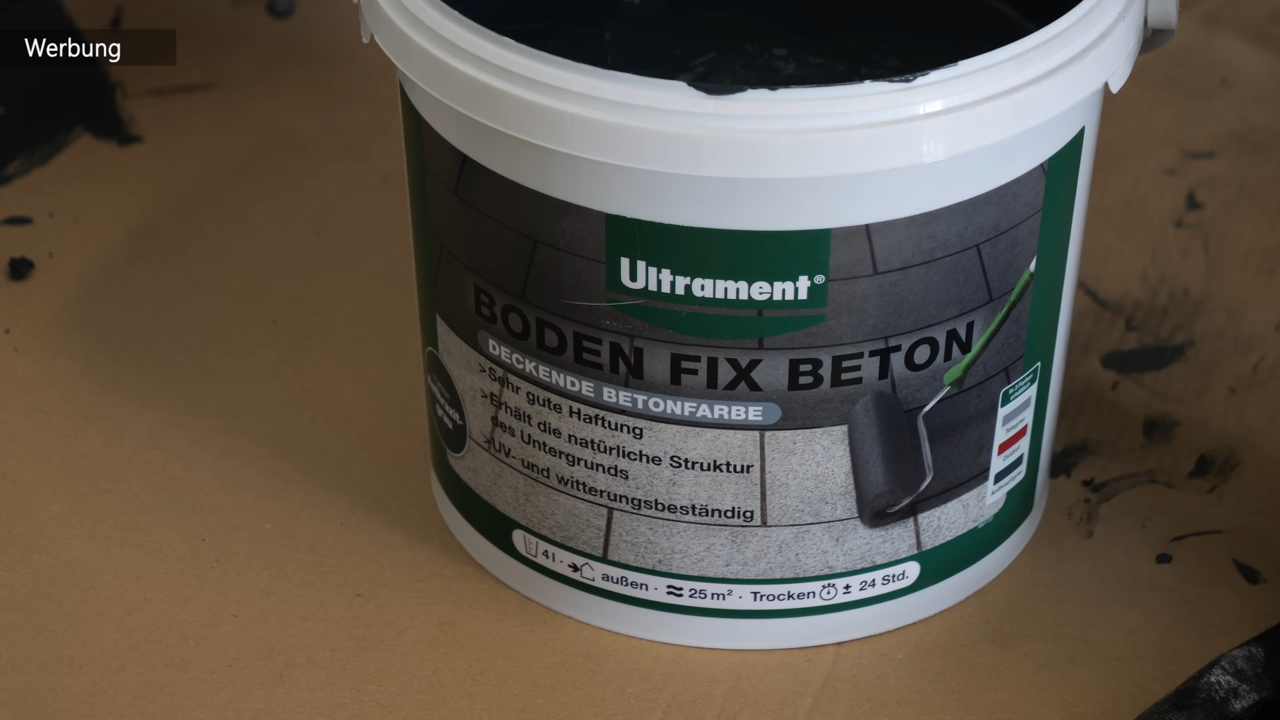 Werbung
Ultrament®
BODEN FIX BETON
DECKENDE BETONFARBE
>Sehr gute Haftung
>Erhält die natürliche Struktur
des Untergrunds
>UV- und witterungsbeständig
4 l · außen · 25 m² · Trocken ± 24 Std.